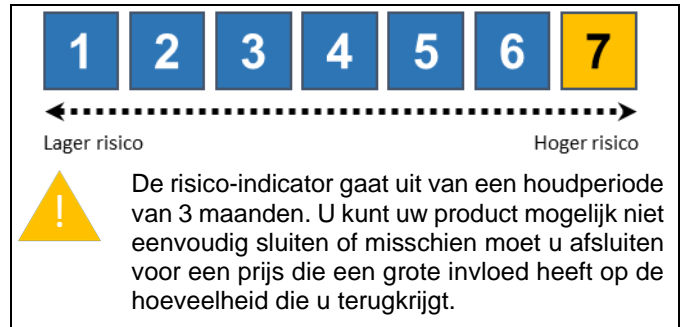 1 2 3 4 5 6 7
Lager risico Hoger risico
! De risico-indicator gaat uit van een houdperiode
van 3 maanden. U kunt uw product mogelijk niet
eenvoudig sluiten of misschien moet u afsluiten
voor een prijs die een grote invloed heeft op de
hoeveelheid die u terugkrijgt.